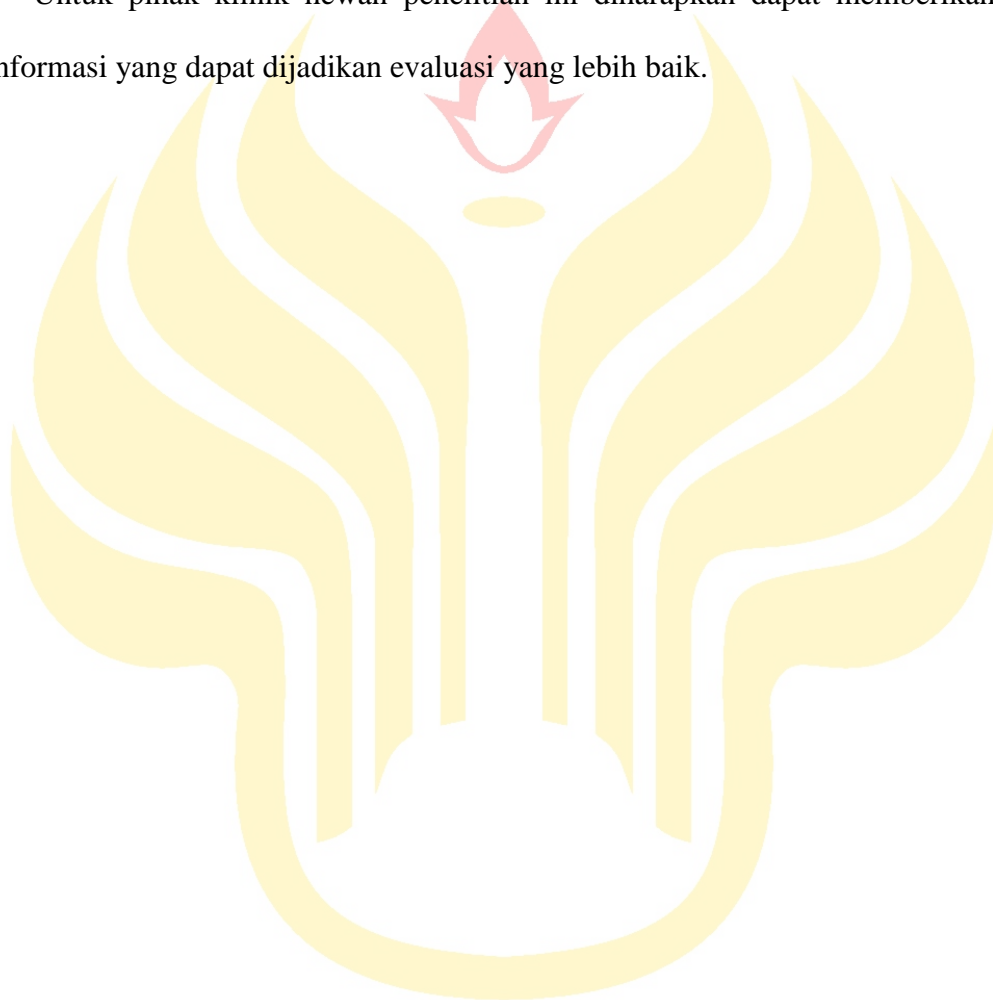 Untuk pihak klinik hewan penelitian ini diharapkan dapat memberikan
nformasi yang dapat dijadikan evaluasi yang lebih baik.